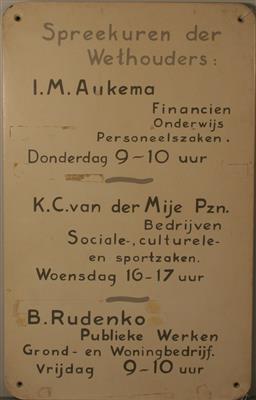 Spreekuren der
Wethouders:
I.M. Aukema
Financien
Onderwijs
Personeelszaken.
Donderdag 9-10 uur
K.C. van der Mije Pzn.
Bedrijven
Sociale-, culturele-
en sportzaken.
Woensdag 16-17 uur
B. Rudenko
Publieke Werken
Grond- en Woningbedrijf.
Vrijdag 9-10 uur